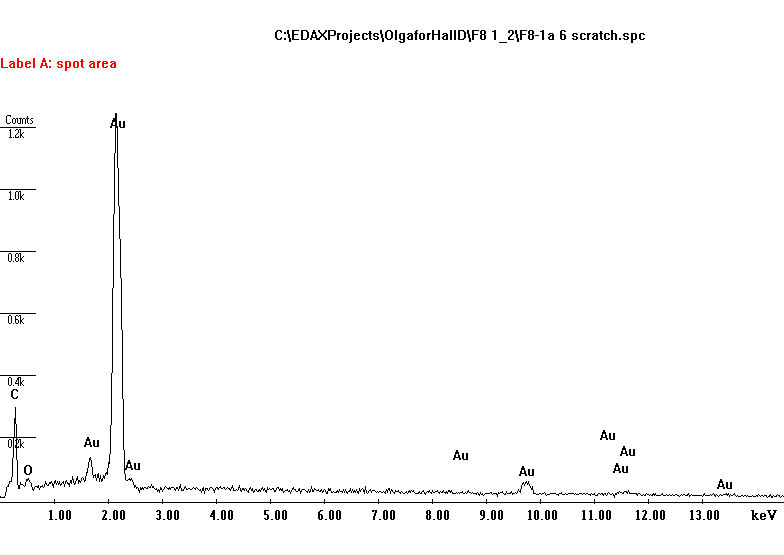 C:\EDAXProjects\OlgaforHallD\F8 1_2\F8-1a 6 scratch.spc
Label A: spot area
Counts
Au
1.2k
1.0k
0.8k
0.6k
0.4k
C
Au
Au
0.2k
Au
Au
Au
O
Au
Au
Au
Au
1.00 2.00 3.00 4.00 5.00 6.00 7.00 8.00 9.00 10.00 11.00 12.00 13.00 keV